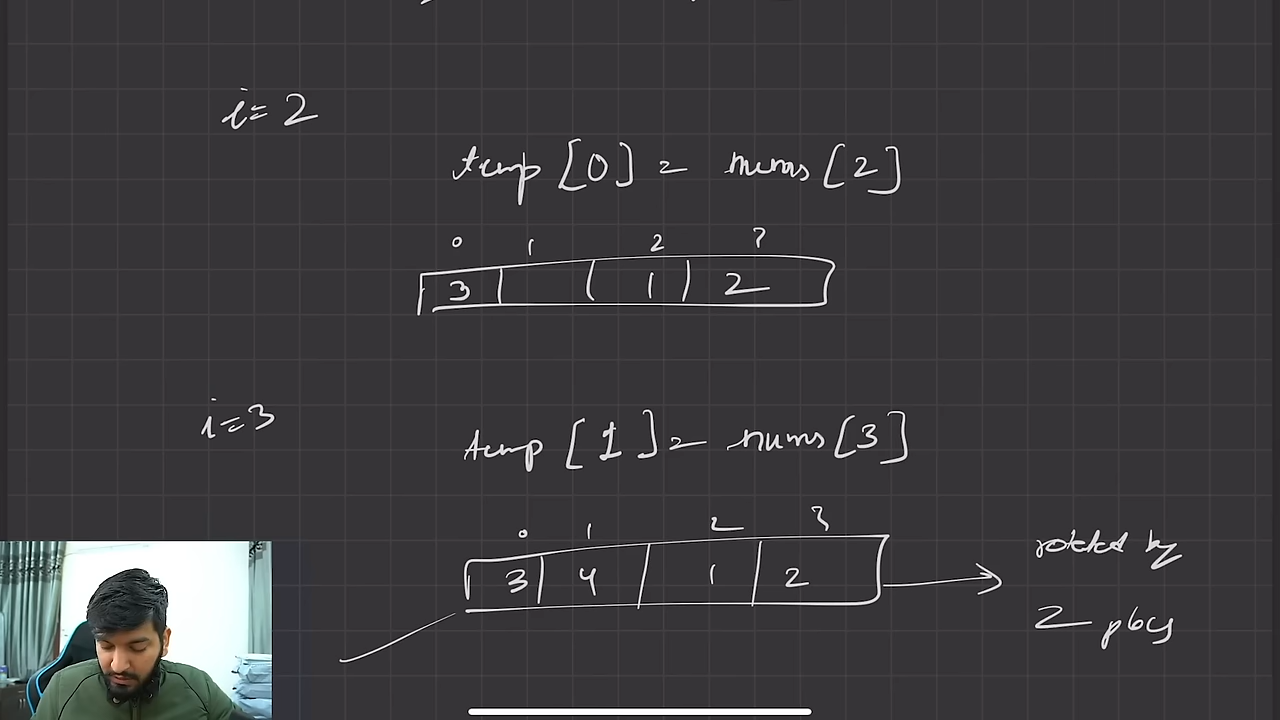 i=2
temp [0] = nums [2]
0 1 2 3
3 1 2
i=3
temp [1] = nums [3]
0 1 2 3
3 4 1 2
rotated by
2 places